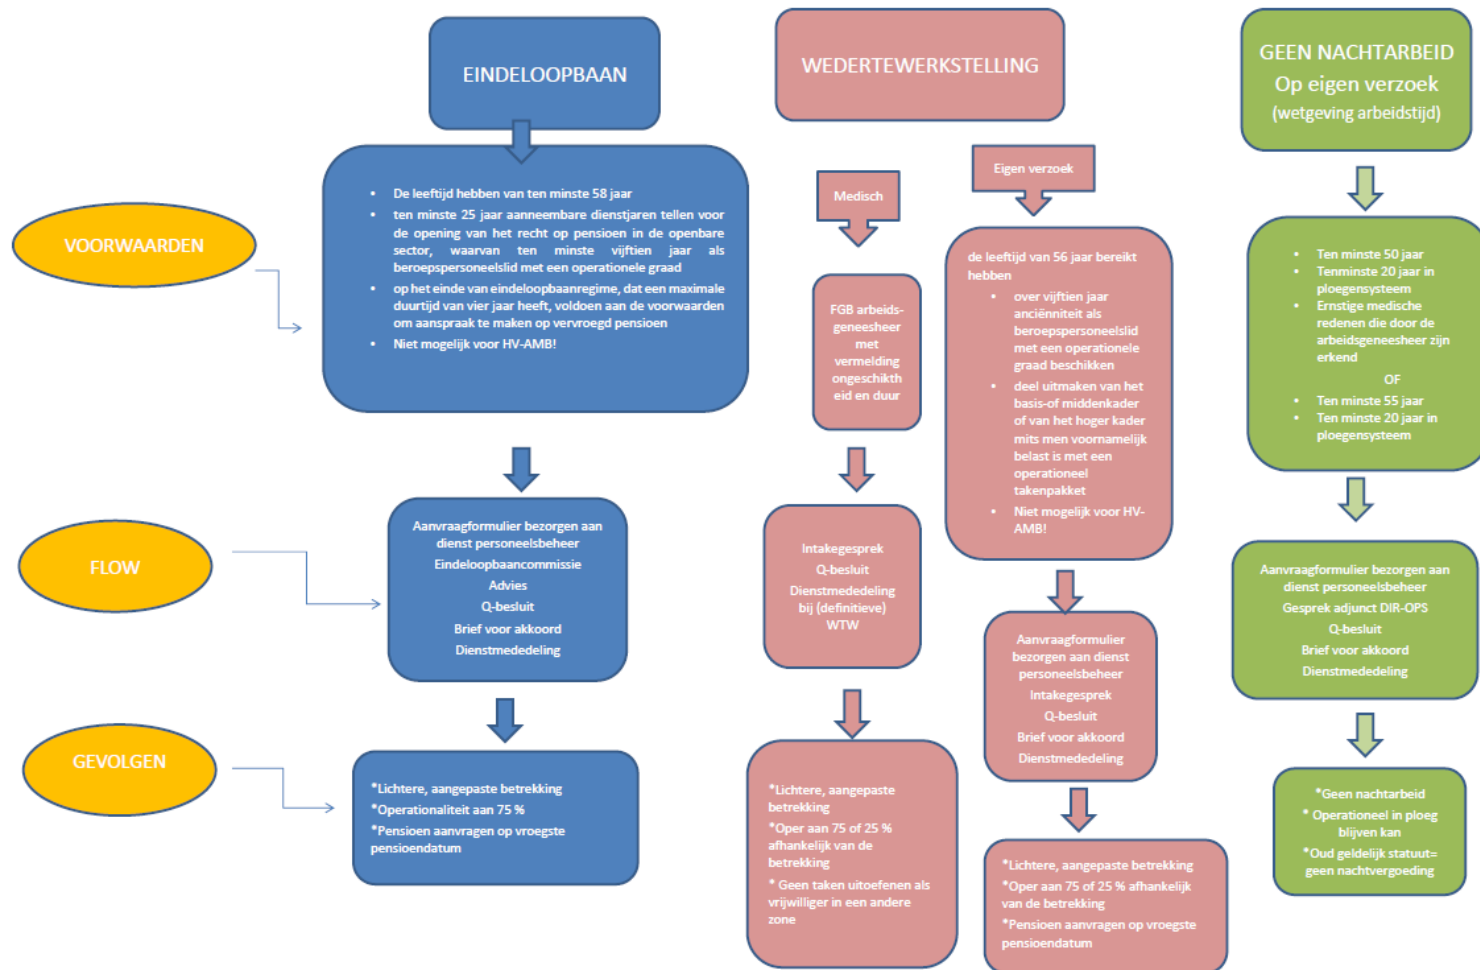 EINDELOOPBAAN
WEDERTEWERKSTELLING
GEEN NACHTARBEID
Op eigen verzoek
(wetgeving arbeidstijd)
VOORWAARDEN
• De leeftijd hebben van ten minste 58 jaar
• ten minste 25 jaar aanneembare dienstjaren tellen voor
de opening van het recht op pensioen in de openbare
sector, waarvan ten minste vijftien jaar als
beroepspersoneelslid met een operationele graad
• op het einde van eindeloopbaanregime, dat een maximale
duurtijd van vier jaar heeft, voldoen aan de voorwaarden
om aanspraak te maken op vervroegd pensioen
• Niet mogelijk voor HV-AMB!
Medisch
FGB arbeids-
geneesheer
met
vermelding
ongeschikth
eid en duur
Eigen verzoek
de leeftijd van 56 jaar bereikt
hebben
• over vijftien jaar
anciënniteit als
beroepspersoneelslid
met een operationele
graad beschikken
• deel uitmaken van het
basis-of middenkader
of van het hoger kader
mits men voornamelijk
belast is met een
operationeel
takenpakket
• Niet mogelijk voor HV-
AMB!
• Ten minste 50 jaar
• Tenminste 20 jaar in
ploegensysteem
• Ernstige medische
redenen die door de
arbeidsgeneesheer zijn
erkend
OF
• Ten minste 55 jaar
• Ten minste 20 jaar in
ploegensysteem
FLOW
Aanvraagformulier bezorgen aan
dienst personeelsbeheer
Eindeloopbaancommissie
Advies
Q-besluit
Brief voor akkoord
Dienstmededeling
Intakegesprek
Q-besluit
Dienstmededeling
bij (definitieve)
WTW
Aanvraagformulier
bezorgen aan dienst
personeelsbeheer
Intakegesprek
Q-besluit
Brief voor akkoord
Dienstmededeling
Aanvraagformulier bezorgen aan
dienst personeelsbeheer
Gesprek adjunct DIR-OPS
Q-besluit
Brief voor akkoord
Dienstmededeling
GEVOLGEN
*Lichtere, aangepaste betrekking
*Operationaliteit aan 75 %
*Pensioen aanvragen op vroegste
pensioendatum
*Lichtere, aangepaste
betrekking
*Oper aan 75 of 25 %
afhankelijk van de
betrekking
* Geen taken uitoefenen als
vrijwilliger in een andere
zone
*Lichtere, aangepaste betrekking
*Oper aan 75 of 25 % afhankelijk
van de betrekking
*Pensioen aanvragen op vroegste
pensioendatum
*Geen nachtarbeid
* Operationeel in ploeg
blijven kan
*Oud geldelijk statuut=
geen nachtvergoeding